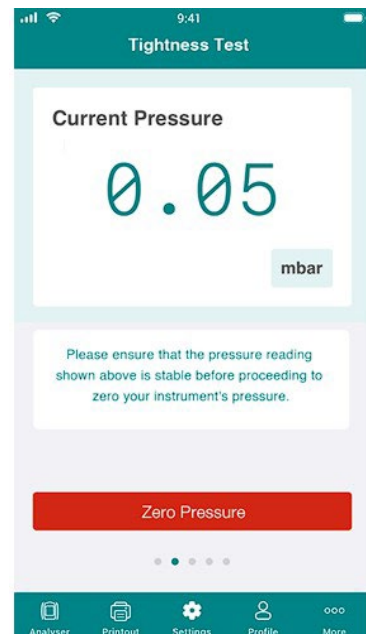 9:41
Tightness Test
Current Pressure
0.05
mbar
Please ensure that the pressure reading
shown above is stable before proceeding to
zero your instrument's pressure.
Zero Pressure
Analyser Printout Settings Profile More